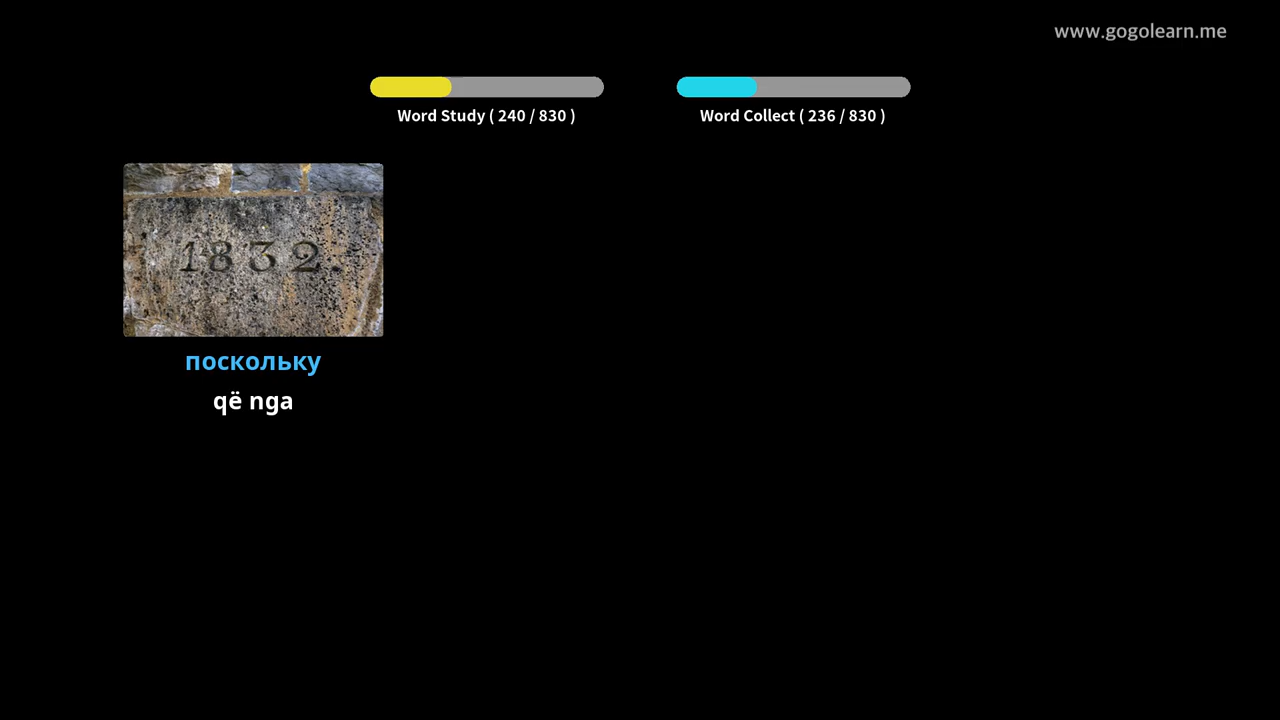 www.gogolearn.me
Word Study ( 240 / 830 )
Word Collect ( 236 / 830 )
1832
поскольку
që nga